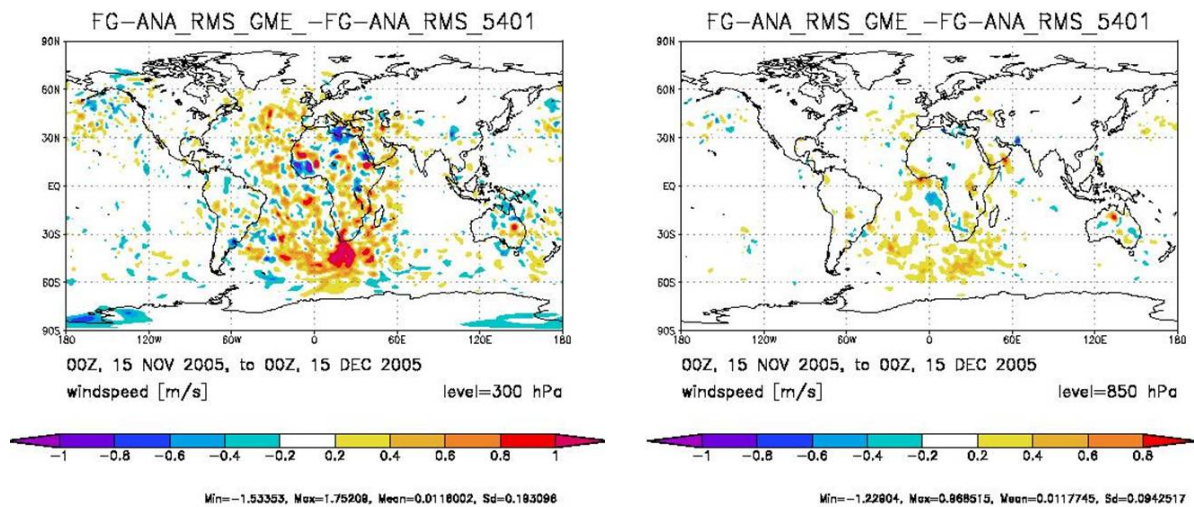 FG-ANA_RMS_GME_-FG-ANA_RMS_5401
90N
60N
30N
EQ
30S
60S
90S
180 120W 60W 0 60E 120E 180
00Z, 15 NOV 2005, to 00Z, 15 DEC 2005
windspeed [m/s] level=300 hPa
-1 -0.8 -0.6 -0.4 -0.2 0.2 0.4 0.6 0.8 1
Min=-1.53353, Max=1.75209, Mean=0.0116002, Sd=0.193096
FG-ANA_RMS_GME_-FG-ANA_RMS_5401
90N
60N
30N
EQ
30S
60S
90S
180 120W 60W 0 60E 120E 180
00Z, 15 NOV 2005, to 00Z, 15 DEC 2005
windspeed [m/s] level=850 hPa
-1 -0.8 -0.6 -0.4 -0.2 0.2 0.4 0.6 0.8
Min=-1.22904, Max=0.968515, Mean=0.0117745, Sd=0.0942517